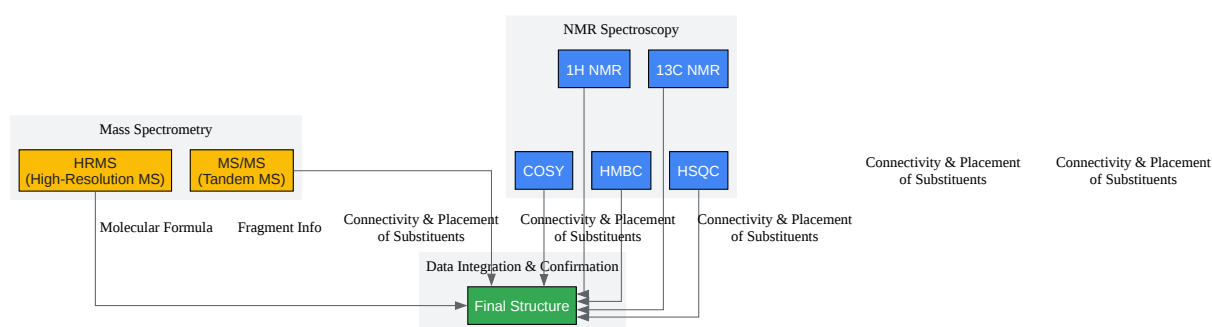 NMR Spectroscopy
1H NMR
13C NMR
Mass Spectrometry
HRMS
(High-Resolution MS)
MS/MS
(Tandem MS)
COSY
HMBC
HSQC
Connectivity & Placement
of Substituents
Connectivity & Placement
of Substituents
Molecular Formula
Fragment Info
Connectivity & Placement
of Substituents
Connectivity & Placement
of Substituents
Connectivity & Placement
of Substituents
Data Integration & Confirmation
Final Structure